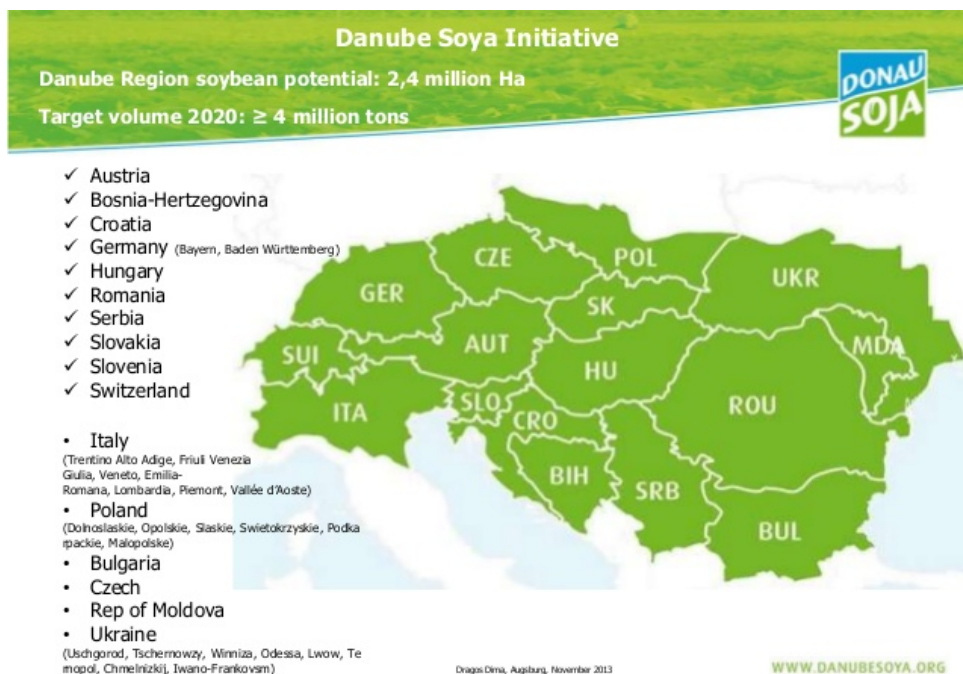 Danube Soya Initiative
Danube Region soybean potential: 2,4 million Ha
Target volume 2020: ≥ 4 million tons
DONAU
SOJA
✓ Austria
✓ Bosnia-Hertzegovina
✓ Croatia
✓ Germany (Bayern, Baden Württemberg)
✓ Hungary
✓ Romania
✓ Serbia
✓ Slovakia
✓ Slovenia
✓ Switzerland
• Italy
(Trentino Alto Adige, Friuli Venezia
Giulia, Veneto, Emilia-
Romana, Lombardia, Piemont, Vallée d'Aoste)
• Poland
(Dolnoslaskie, Opolskie, Slaskie, Swietokrzyskie, Podka
rpackie, Malopolske)
• Bulgaria
• Czech
• Rep of Moldova
• Ukraine
(Uschgorod, Tschernowzy, Winniza, Odessa, Lwow, Te
rnopol, Chmelnizkij, Iwano-Frankovsm)
CZE
POL
UKR
GER
SK
AUT
MDA
SUI
HU
SLO
ITA
CRO
ROU
BIH
SRB
BUL
Dragos Dima, Augsburg, November 2013
WWW.DANUBESOYA.ORG